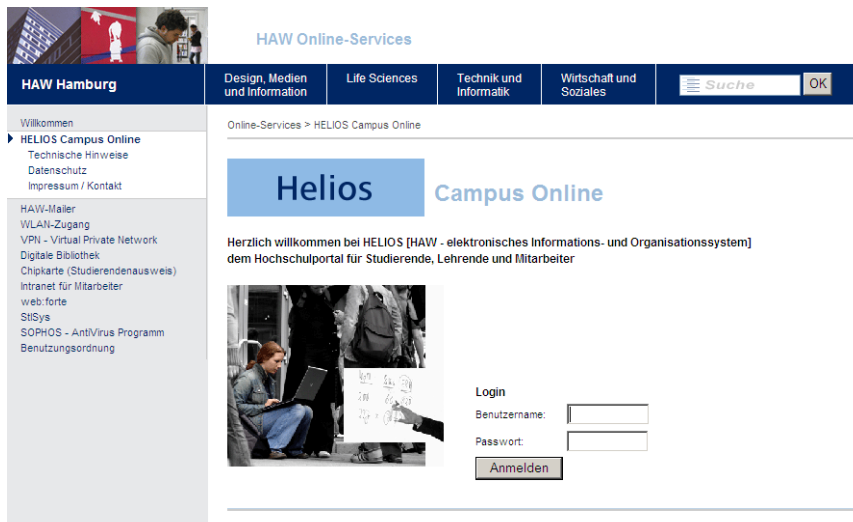 HAW Online-Services
HAW Hamburg
Design, Medien
und Information
Life Sciences
Technik und
Informatik
Wirtschaft und
Soziales
Suche
OK
Willkommen
HELIOS Campus Online
Technische Hinweise
Datenschutz
Impressum / Kontakt
HAW-Mailer
WLAN-Zugang
VPN - Virtual Private Network
Digitale Bibliothek
Chipkarte (Studierendenausweis)
Intranet für Mitarbeiter
web:forte
StISys
SOPHOS - AntiVirus Programm
Benutzungsordnung
Online-Services > HELIOS Campus Online
Helios
Campus Online
Herzlich willkommen bei HELIOS [HAW - elektronisches Informations- und Organisationssystem]
dem Hochschulportal für Studierende, Lehrende und Mitarbeiter
Login
Benutzername:
Passwort:
Anmelden